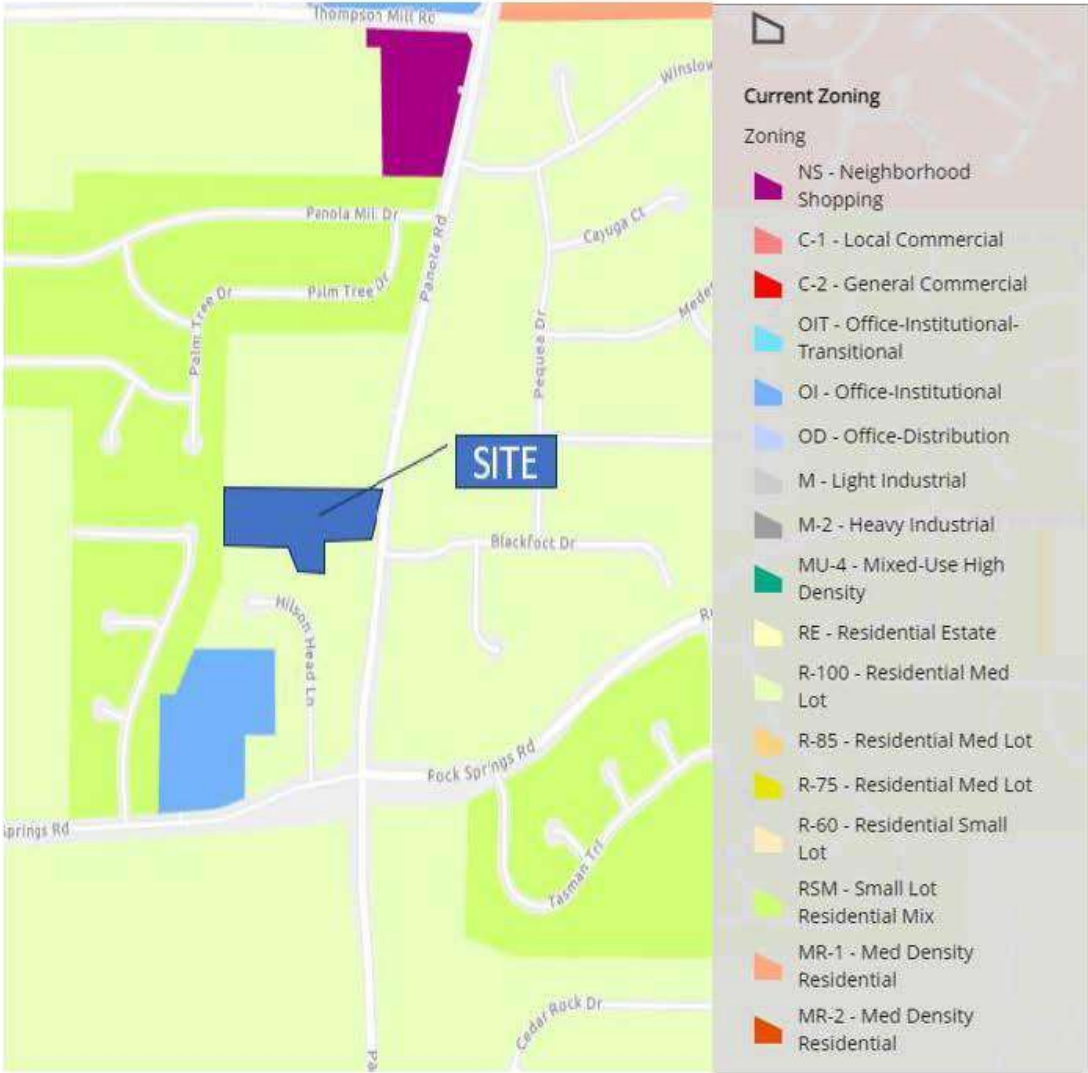 Thompson Mill Rd
Winslow
Panola Mill Dr
Cayuga Ct
Panola Rd
Palm Tree Dr
Palm Tree Dr
Meder
Pequea Dr
SITE
Blackfoot Dr
Hilson Head Ln
Rock Springs Rd
Springs Rd
Tasman Trl
Cedar Rock Dr
Pa
Current Zoning
Zoning
NS - Neighborhood
Shopping
C-1 - Local Commercial
C-2 - General Commercial
OIT - Office-Institutional-
Transitional
OI - Office-Institutional
OD - Office-Distribution
M - Light Industrial
M-2 - Heavy Industrial
MU-4 - Mixed-Use High
Density
RE - Residential Estate
R-100 - Residential Med
Lot
R-85 - Residential Med Lot
R-75 - Residential Med Lot
R-60 - Residential Small
Lot
RSM - Small Lot
Residential Mix
MR-1 - Med Density
Residential
MR-2 - Med Density
Residential